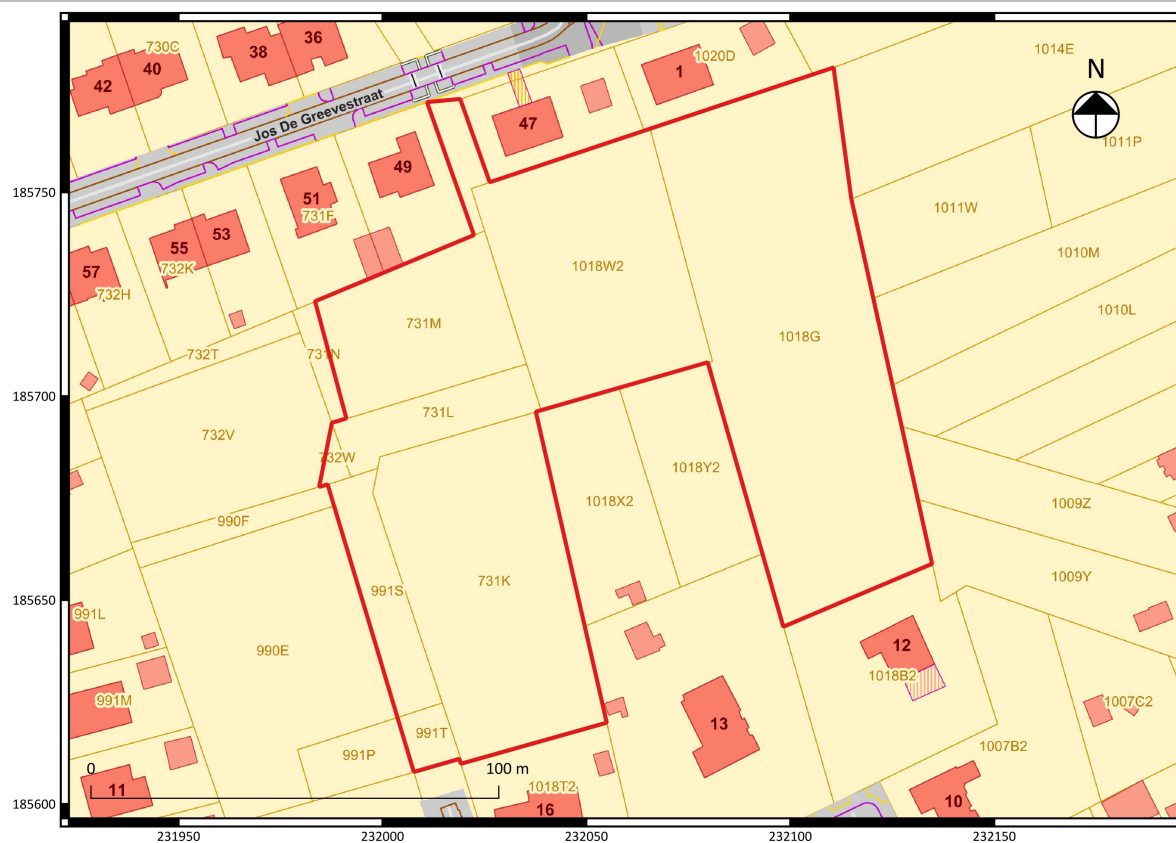 730C
36
38
40
42
1
1020D
1014E
N
Jos De Greevestraat
47
49
1011P
185750
51
731F
1011W
53
55
732K
57
732H
1018W2
1010M
1010L
731M
1018G
732T
731N
185700
731L
732V
732W
1018Y2
1018X2
1009Z
990F
731K
1009Y
991S
185650
991L
990E
12
1018B2
991M
1007C2
13
991T
991P
1007B2
0
100 m
11
1018T2
16
10
185600
231950
232000
232050
232100
232150